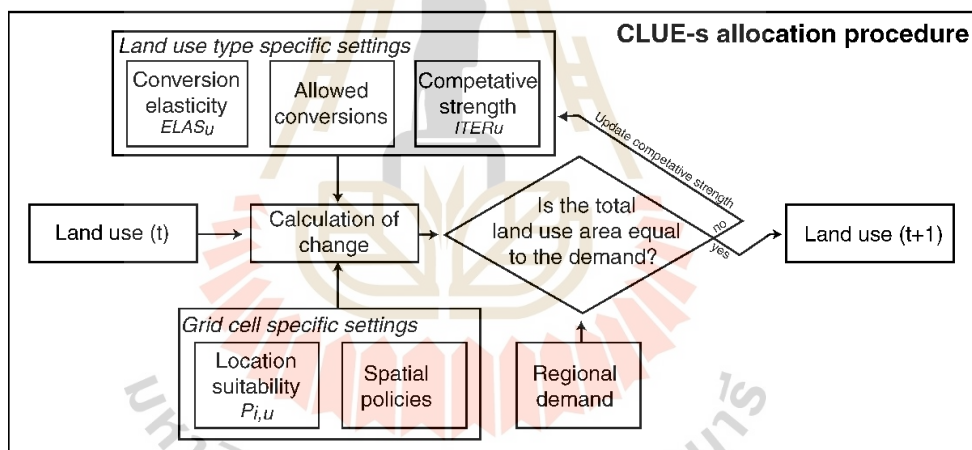 CLUE-s allocation procedure
Land use type specific settings
Conversion
elasticity
ELASu
Allowed
conversions
Competative
strength
ITERu
Update competative strength
Land use (t)
Calculation of
change
Is the total
land use area equal
to the demand?
no
yes
Land use (t+1)
Grid cell specific settings
Location
suitability
Pi,u
Spatial
policies
Regional
demand